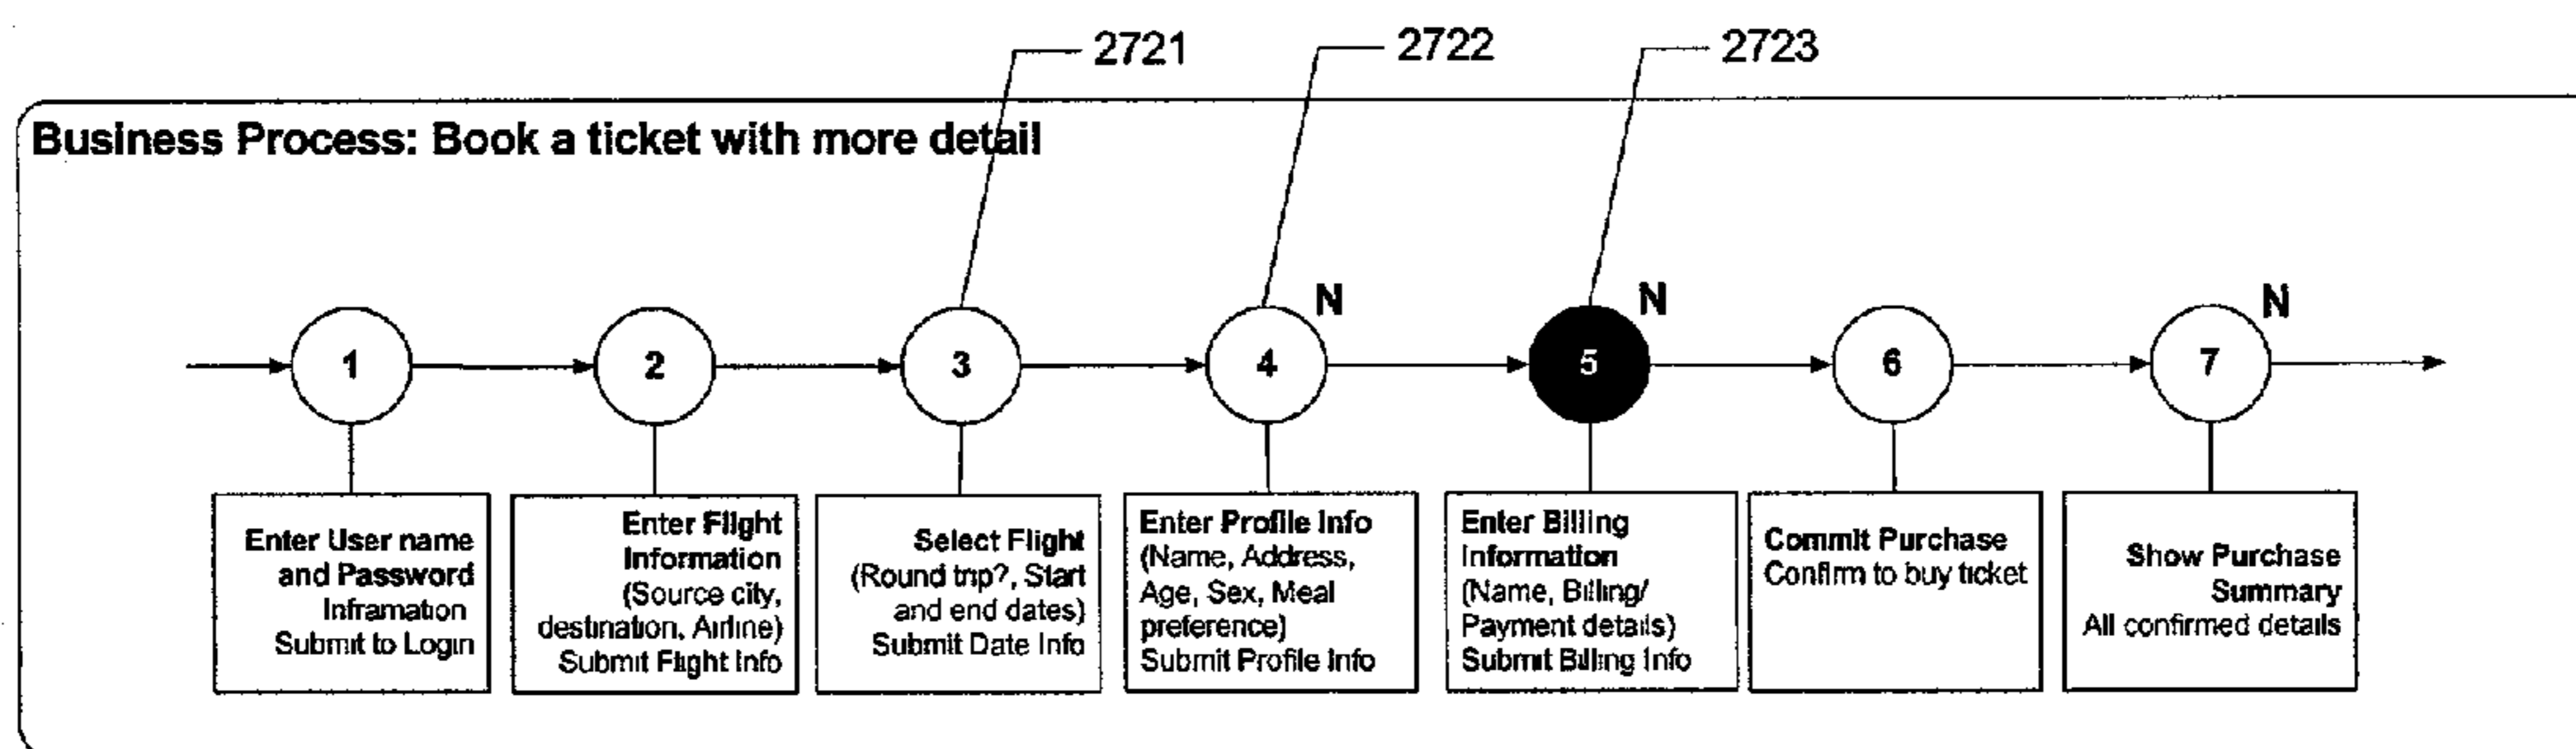 2721
2722
2723
Business Process: Book a ticket with more detail
N
N
N
1
2
3
4
5
6
7
Enter User name
and Password
Inframation
Submit to Login
Enter Flight
Information
(Source city,
destination, Airline)
Submit Flight Info
Select Flight
(Round trip?, Start
and end dates)
Submit Date Info
Enter Profile Info
(Name, Address,
Age, Sex, Meal
preference)
Submit Profile Info
Enter Billing
Information
(Name, Billing/
Payment details)
Submit Billing Info
Commit Purchase
Confirm to buy ticket
Show Purchase
Summary
All confirmed details